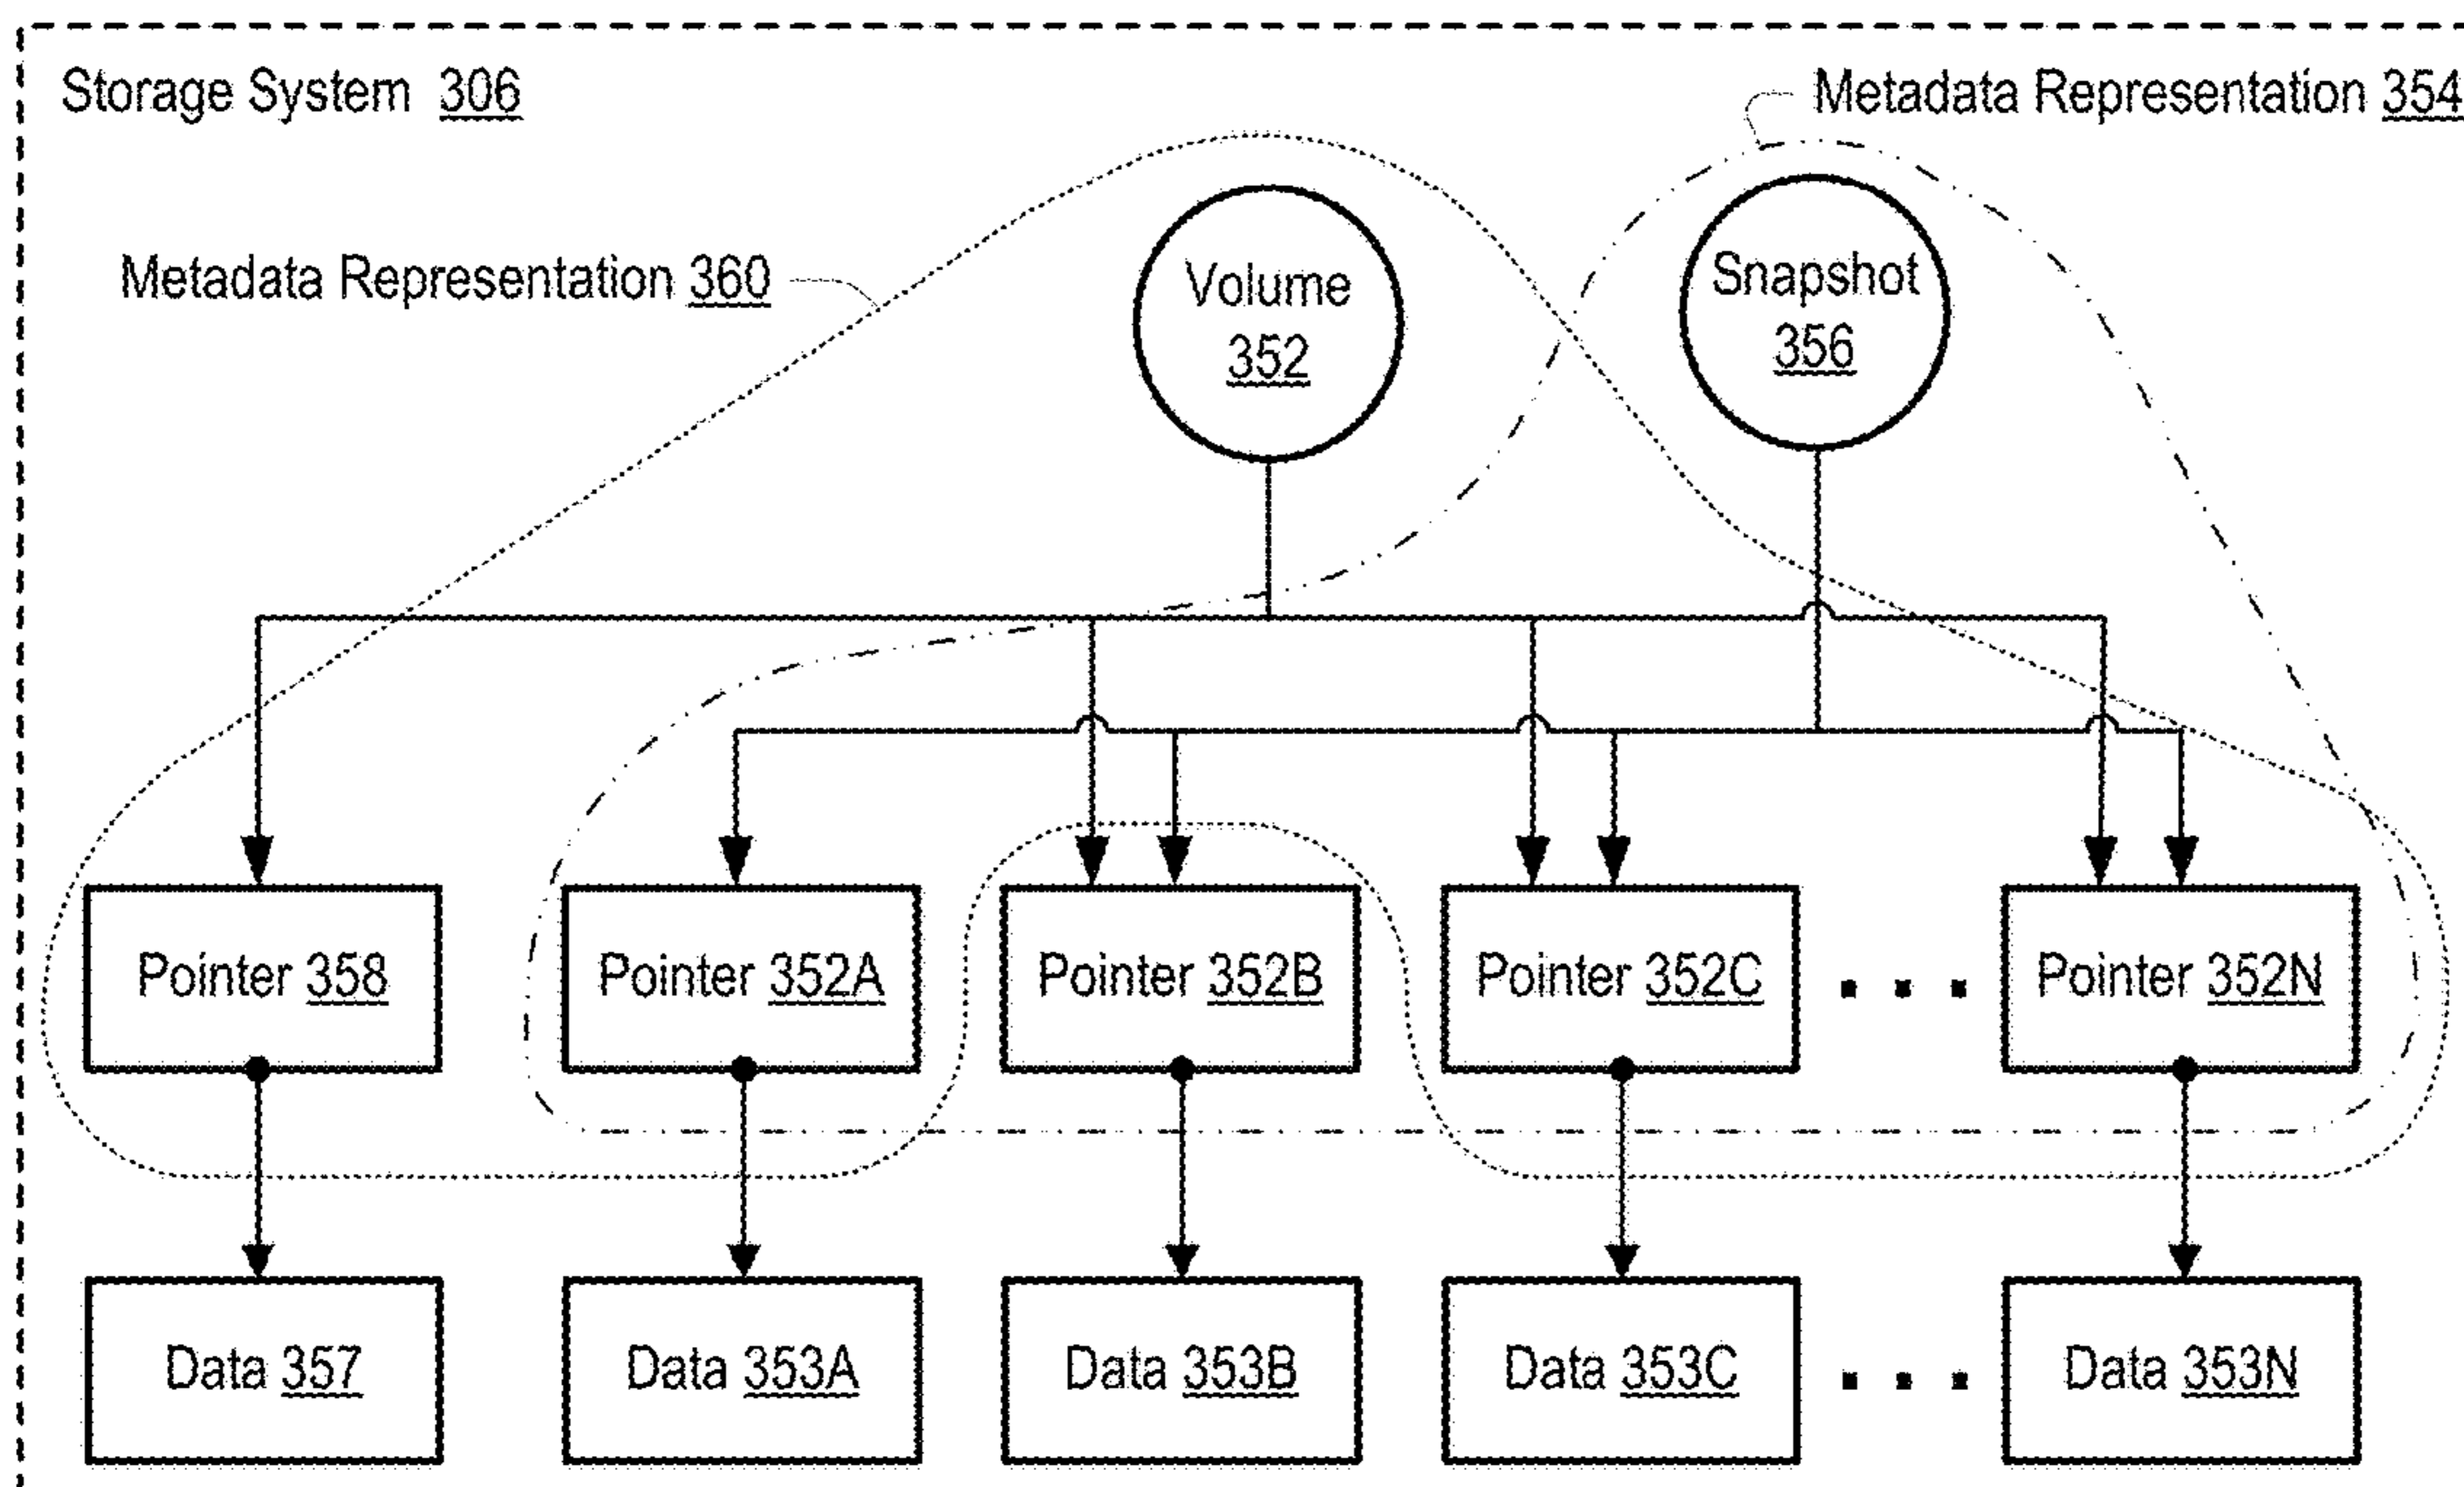 Storage System 306
Metadata Representation 354
Metadata Representation 360
Volume
352
Snapshot
356
Pointer 358
Pointer 352A
Pointer 352B
Pointer 352C
. . .
Pointer 352N
Data 357
Data 353A
Data 353B
Data 353C
. . .
Data 353N